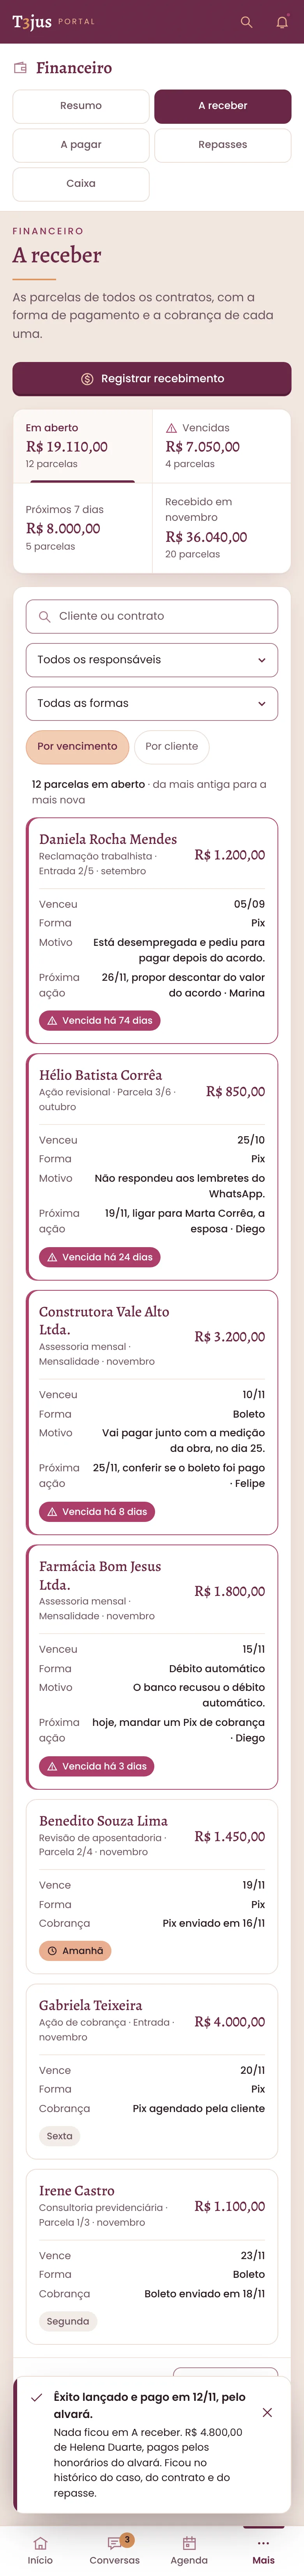 T3jus PORTAL
Financeiro
Resumo
A receber
A pagar
Repasses
Caixa
FINANCEIRO
A receber
As parcelas de todos os contratos, com a
forma de pagamento e a cobrança de cada
uma.
Registrar recebimento
Em aberto
R$ 19.110,00
12 parcelas
Vencidas
R$ 7.050,00
4 parcelas
Próximos 7 dias
R$ 8.000,00
5 parcelas
Recebido em
novembro
R$ 36.040,00
20 parcelas
Cliente ou contrato
Todos os responsáveis
Todas as formas
Por vencimento
Por cliente
12 parcelas em aberto · da mais antiga para a
mais nova
Daniela Rocha Mendes
Reclamação trabalhista ·
Entrada 2/5 · setembro
R$ 1.200,00
Venceu 05/09
Forma Pix
Motivo Está desempregada e pediu para
pagar depois do acordo.
Próxima 26/11, propor descontar do valor
ação do acordo · Marina
Vencida há 74 dias
Hélio Batista Corrêa
Ação revisional · Parcela 3/6 ·
outubro
R$ 850,00
Venceu 25/10
Forma Pix
Motivo Não respondeu aos lembretes do
WhatsApp.
Próxima 19/11, ligar para Marta Corrêa, a
ação esposa · Diego
Vencida há 24 dias
Construtora Vale Alto
Ltda.
Assessoria mensal ·
Mensalidade · novembro
R$ 3.200,00
Venceu 10/11
Forma Boleto
Motivo Vai pagar junto com a medição
da obra, no dia 25.
Próxima 25/11, conferir se o boleto foi pago
ação · Felipe
Vencida há 8 dias
Farmácia Bom Jesus
Ltda.
Assessoria mensal ·
Mensalidade · novembro
R$ 1.800,00
Venceu 15/11
Forma Débito automático
Motivo O banco recusou o débito
automático.
Próxima hoje, mandar um Pix de cobrança
ação · Diego
Vencida há 3 dias
Benedito Souza Lima
Revisão de aposentadoria ·
Parcela 2/4 · novembro
R$ 1.450,00
Vence 19/11
Forma Pix
Cobrança Pix enviado em 16/11
Amanhã
Gabriela Teixeira
Ação de cobrança · Entrada ·
novembro
R$ 4.000,00
Vence 20/11
Forma Pix
Cobrança Pix agendado pela cliente
Sexta
Irene Castro
Consultoria previdenciária ·
Parcela 1/3 · novembro
R$ 1.100,00
Vence 23/11
Forma Boleto
Cobrança Boleto enviado em 18/11
Segunda
Êxito lançado e pago em 12/11, pelo
alvará.
Nada ficou em A receber. R$ 4.800,00
de Helena Duarte, pagos pelos
honorários do alvará. Ficou no
histórico do caso, do contrato e do
repasse.
Início
Conversas
3
Agenda
Mais